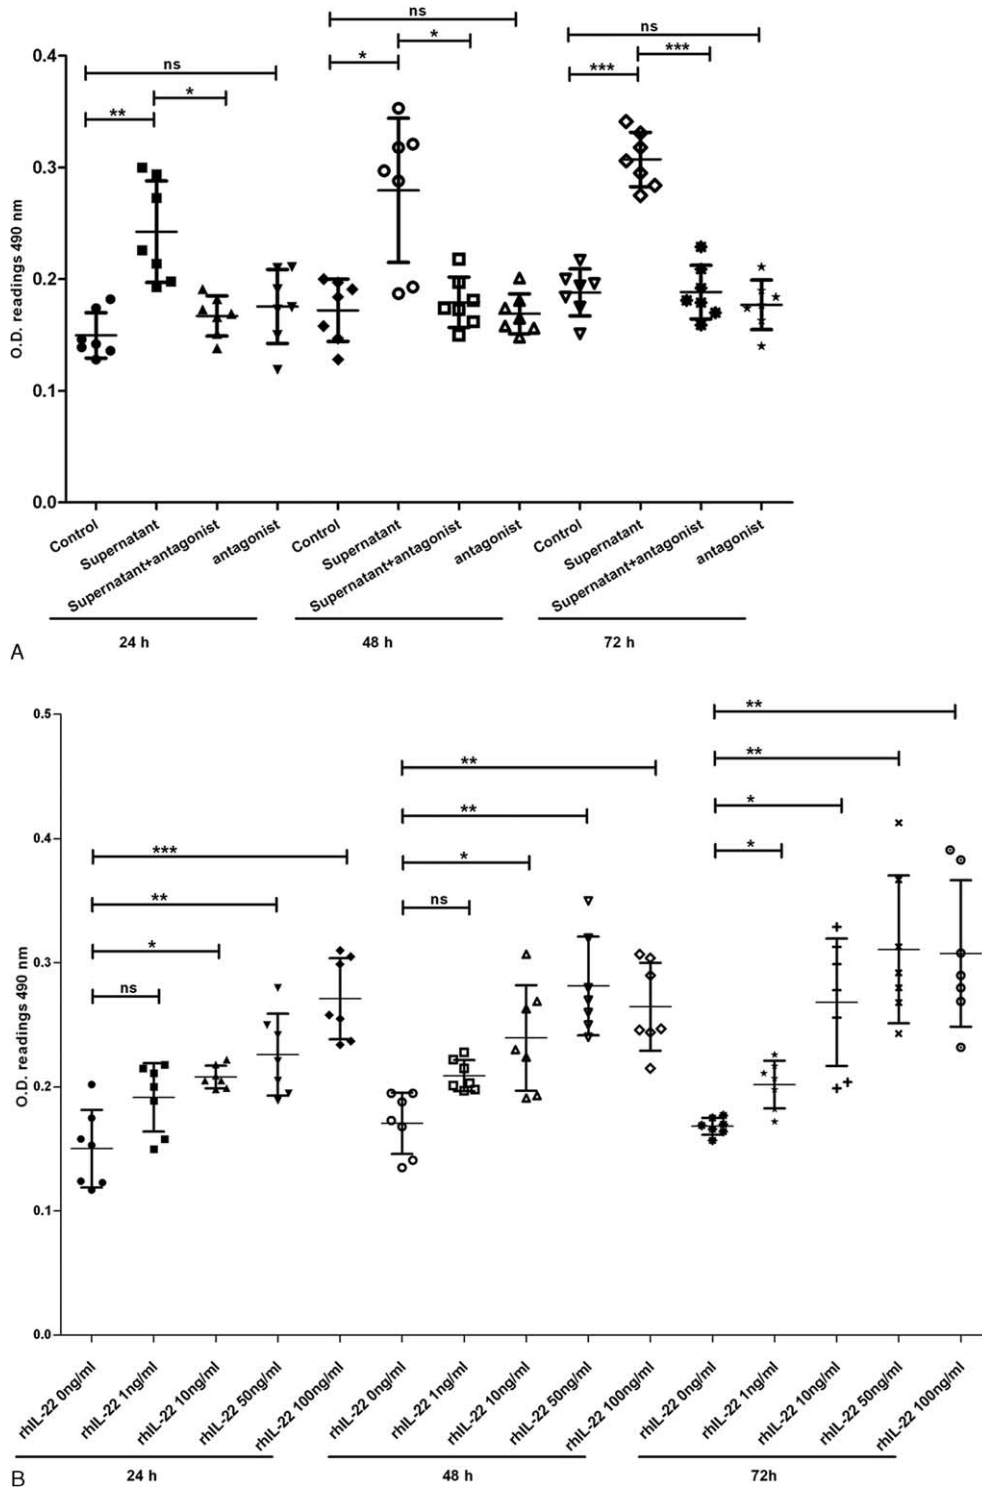 ns
ns
ns
*
*
***
**
*
*
***
0.4
0.3
0.2
0.1
0.0
O.D. readings 490 nm
Control
Supernatant
Supernatant+antagonist
antagonist
Control
Supernatant
Supernatant+antagonist
antagonist
Control
Supernatant
Supernatant+antagonist
antagonist
24 h
48 h
72 h
A
0.5
0.4
0.3
0.2
0.1
0.0
O.D. readings 490 nm
***
**
*
ns
**
**
*
ns
**
**
*
*
rhIL-22 0ng/ml
rhIL-22 1ng/ml
rhIL-22 10ng/ml
rhIL-22 50ng/ml
rhIL-22 100ng/ml
rhIL-22 0ng/ml
rhIL-22 1ng/ml
rhIL-22 10ng/ml
rhIL-22 50ng/ml
rhIL-22 100ng/ml
rhIL-22 0ng/ml
rhIL-22 1ng/ml
rhIL-22 10ng/ml
rhIL-22 50ng/ml
rhIL-22 100ng/ml
24 h
48 h
72h
B